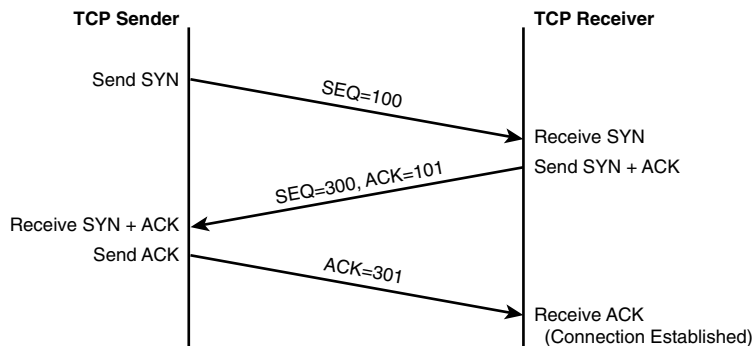 TCP Sender
TCP Receiver
Send SYN
SEQ=100
Receive SYN
Send SYN + ACK
SEQ=300, ACK=101
Receive SYN + ACK
Send ACK
ACK=301
Receive ACK
(Connection Established)